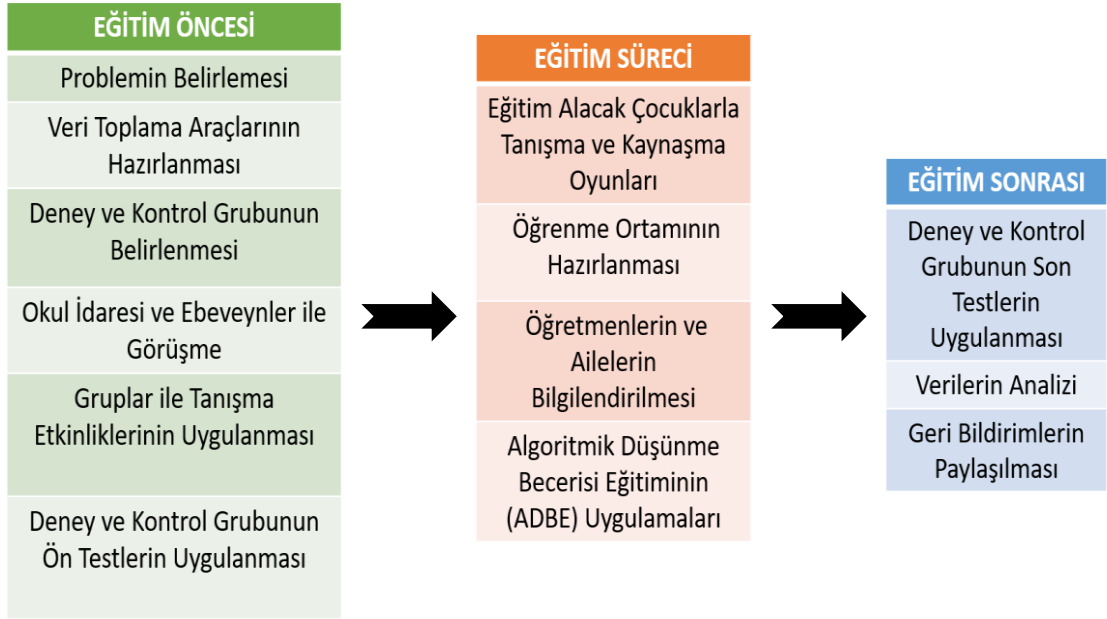 EĞİTİM ÖNCESİ
Problemin Belirlemesi
Veri Toplama Araçlarının
Hazırlanması
Deney ve Kontrol Grubunun
Belirlenmesi
Okul İdaresi ve Ebeveynler ile
Görüşme
Gruplar ile Tanışma
Etkinliklerinin Uygulanması
Deney ve Kontrol Grubunun
Ön Testlerin Uygulanması
EĞİTİM SÜRECİ
Eğitim Alacak Çocuklarla
Tanışma ve Kaynaşma
Oyunları
Öğrenme Ortamının
Hazırlanması
Öğretmenlerin ve
Ailelerin
Bilgilendirilmesi
Algoritmik Düşünme
Becerisi Eğitiminin
(ADBE) Uygulamaları
EĞİTİM SONRASI
Deney ve Kontrol
Grubunun Son
Testlerin
Uygulanması
Verilerin Analizi
Geri Bildirimlerin
Paylaşılması